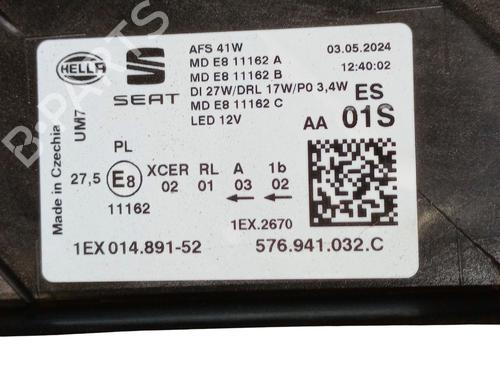 HELLA
SEAT
AFS 41W
MD E8 11162 A
MD E8 11162 B
DI 27W/DRL 17W/P0 3,4W
MD E8 11162 C
LED 12V
03.05.2024
12:40:02
ES
AA 01S
Made in Czechia
UM7
PL
27,5 E8
11162
XCER RL A 1b
02 01 03 02
1EX.2670
1EX 014.891-52
576.941.032.C
B-PARTS